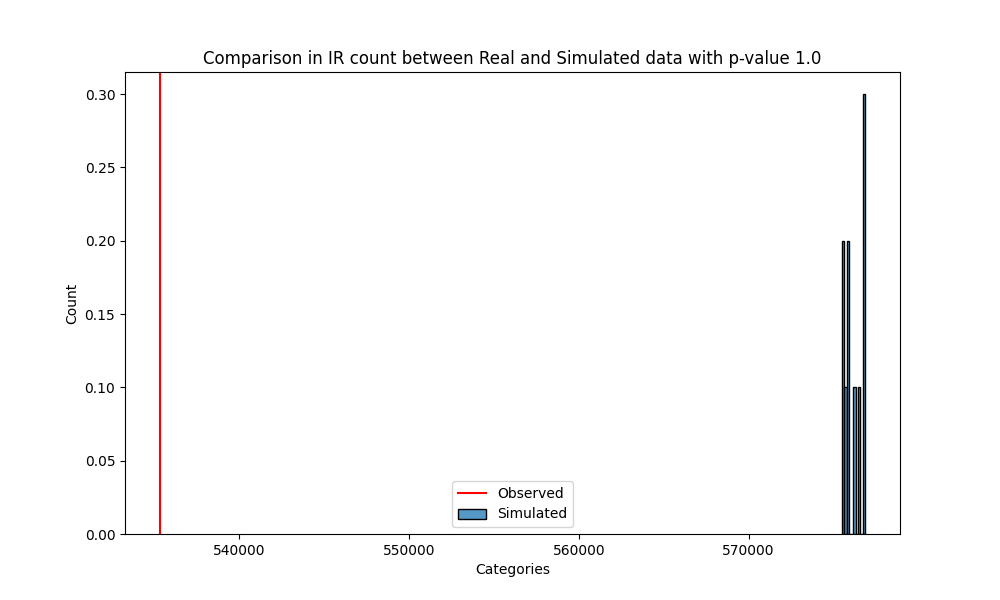 Comparison in IR count between Real and Simulated data with p-value 1.0
0.30
0.25
0.20
0.15
0.10
0.05
0.00
Count
Observed
Simulated
540000 550000 560000 570000
Categories